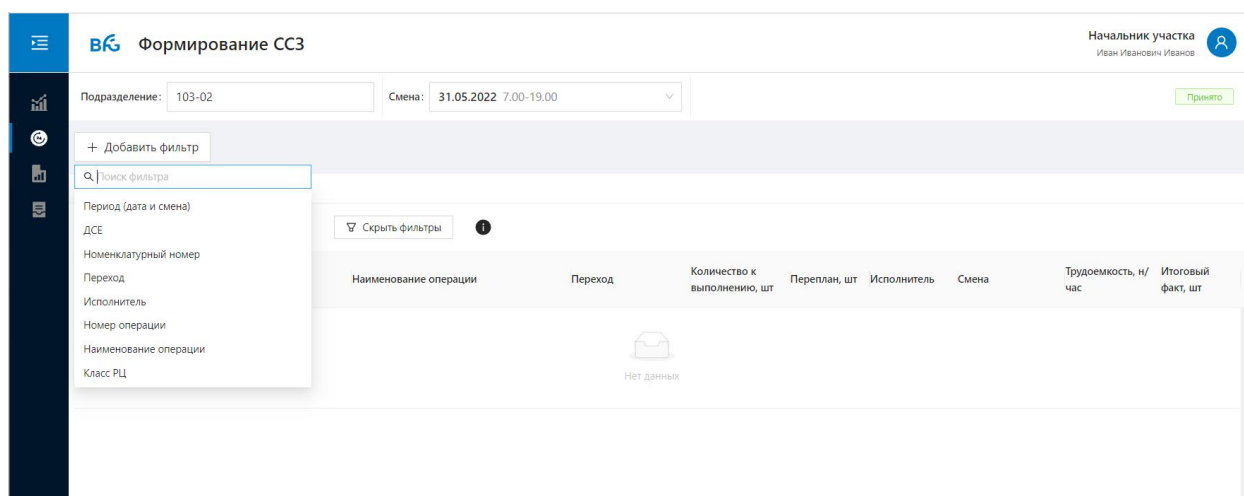 BFG Формирование ССЗ
Начальник участка
Иван Иванович Иванов
Подразделение: 103-02
Смена: 31.05.2022 7.00-19.00
Принято
+ Добавить фильтр
Поиск фильтра
Период (дата и смена)
ДСЕ
Номенклатурный номер
Переход
Исполнитель
Номер операции
Наименование операции
Класс РЦ
Скрыть фильтры
Наименование операции
Переход
Количество к
выполнению, шт
Переплан, шт
Исполнитель
Смена
Трудоемкость, н/
час
Итоговый
факт, шт
Нет данных